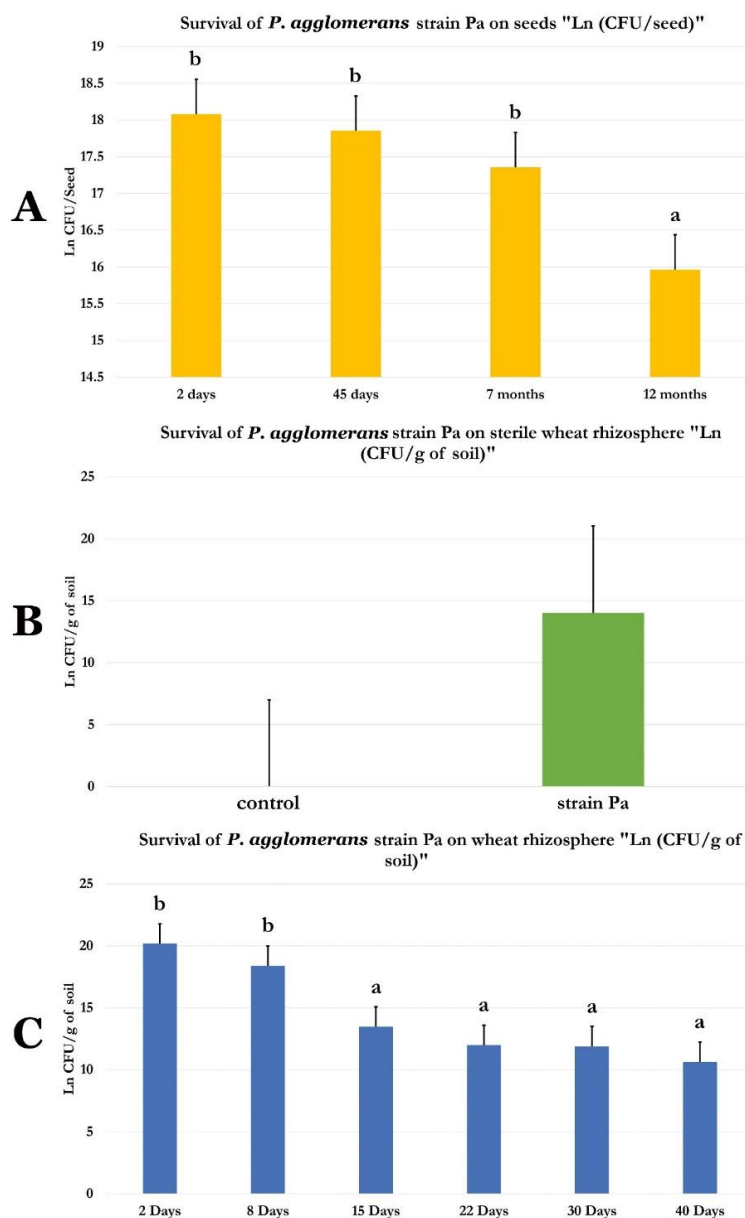 Survival of P. agglomerans strain Pa on seeds "Ln (CFU/seed)"
19
18.5
18
17.5
17
16.5
16
15.5
15
14.5
Ln CFU/Seed
A
b
b
b
a
2 days
45 days
7 months
12 months
Survival of P. agglomerans strain Pa on sterile wheat rhizosphere "Ln
(CFU/g of soil)"
25
20
15
10
5
0
Ln CFU/g of soil
B
control
strain Pa
Survival of P. agglomerans strain Pa on wheat rhizosphere "Ln (CFU/g of
soil)"
25
20
15
10
5
0
Ln CFU/g of soil
C
b
b
a
a
a
a
2 Days
8 Days
15 Days
22 Days
30 Days
40 Days